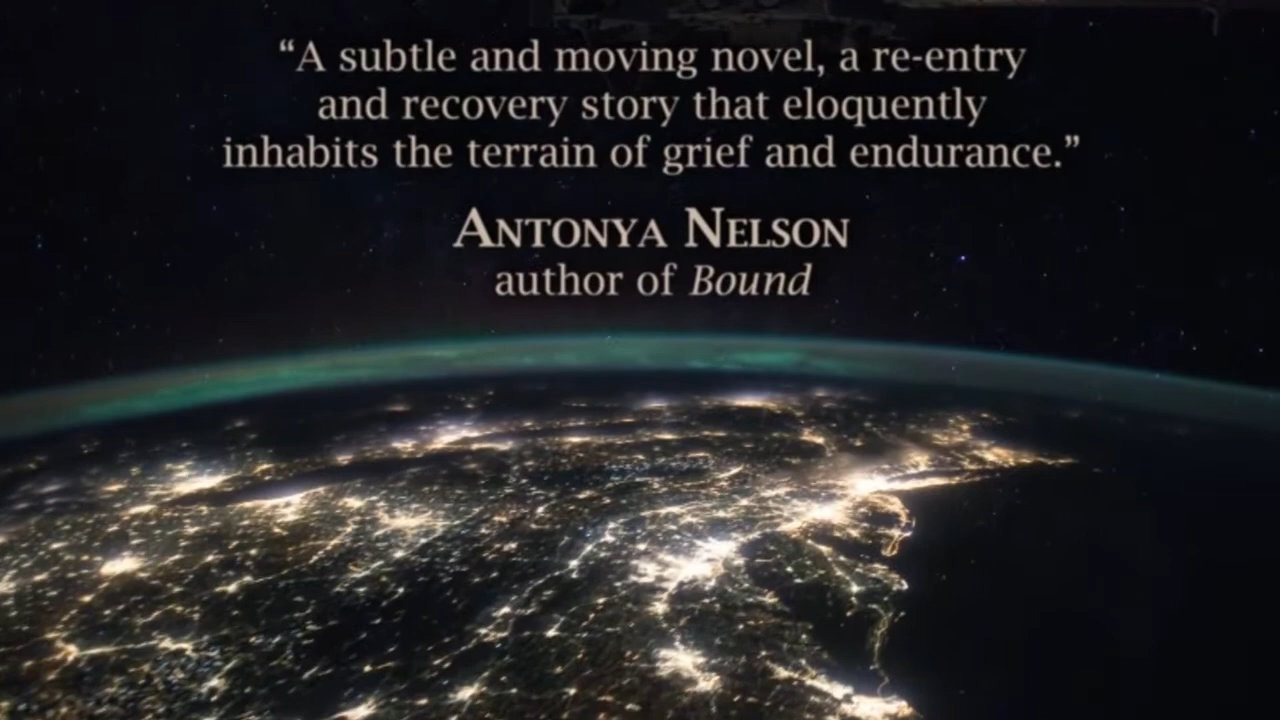 “A subtle and moving novel, a re-entry
and recovery story that eloquently
inhabits the terrain of grief and endurance.”
ANTONYA NELSON
author of Bound